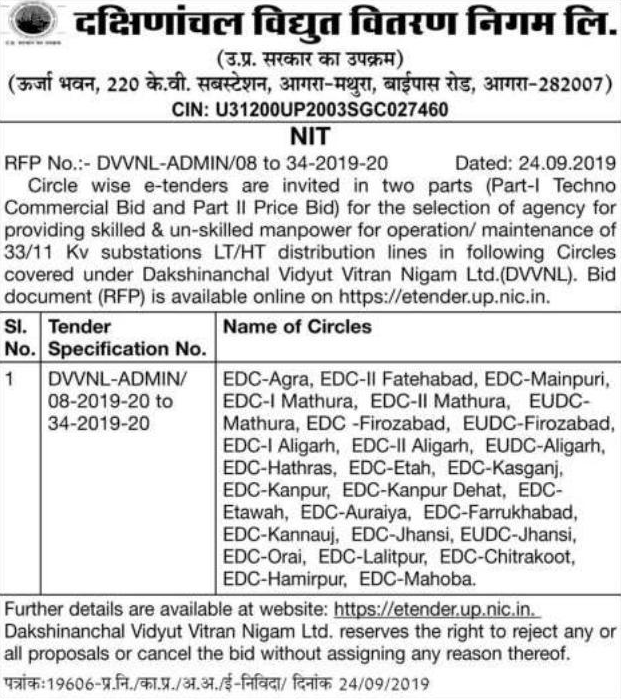 दक्षिणांचल विद्युत वितरण निगम लि.
(उ.प्र. सरकार का उपक्रम)
(ऊर्जा भवन, 220 के.वी. सबस्टेशन, आगरा-मथुरा, बाईपास रोड, आगरा-282007)
CIN: U31200UP2003SGC027460
NIT
RFP No.:- DVVNL-ADMIN/08 to 34-2019-20 Dated: 24.09.2019
Circle wise e-tenders are invited in two parts (Part-I Techno
Commercial Bid and Part II Price Bid) for the selection of agency for
providing skilled & un-skilled manpower for operation/ maintenance of
33/11 Kv substations LT/HT distribution lines in following Circles
covered under Dakshinanchal Vidyut Vitran Nigam Ltd.(DVVNL). Bid
document (RFP) is available online on https://etender.up.nic.in.
Sl. No. Tender Specification No. Name of Circles
1 DVVNL-ADMIN/ EDC-Agra, EDC-II Fatehabad, EDC-Mainpuri,
08-2019-20 to EDC-I Mathura, EDC-II Mathura, EUDC-
34-2019-20 Mathura, EDC -Firozabad, EUDC-Firozabad,
EDC-I Aligarh, EDC-II Aligarh, EUDC-Aligarh,
EDC-Hathras, EDC-Etah, EDC-Kasganj,
EDC-Kanpur, EDC-Kanpur Dehat, EDC-
Etawah, EDC-Auraiya, EDC-Farrukhabad,
EDC-Kannauj, EDC-Jhansi, EUDC-Jhansi,
EDC-Orai, EDC-Lalitpur, EDC-Chitrakoot,
EDC-Hamirpur, EDC-Mahoba.
Further details are available at website: https://etender.up.nic.in.
Dakshinanchal Vidyut Vitran Nigam Ltd. reserves the right to reject any or
all proposals or cancel the bid without assigning any reason thereof.
पत्रांक:19606-प्र.नि./का.प्र./अ.अ./ई-निविदा/ दिनांक 24/09/2019